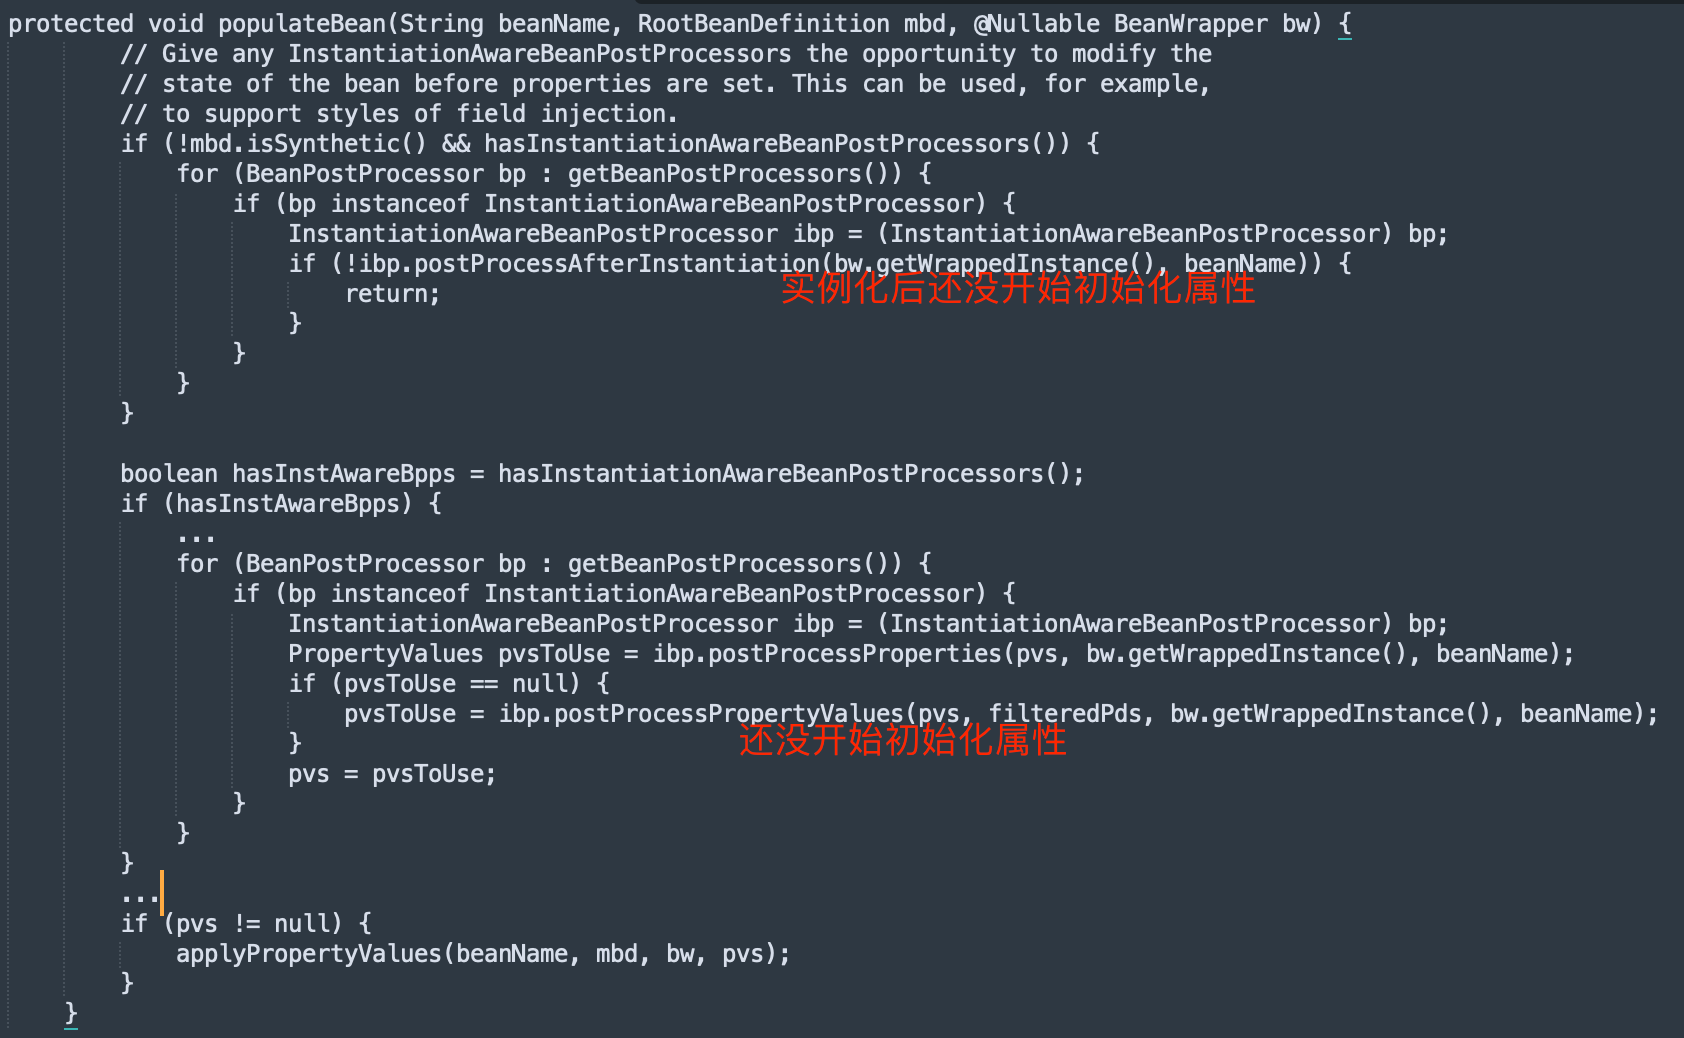 protected void populateBean(String beanName, RootBeanDefinition mbd, @Nullable BeanWrapper bw) {
// Give any InstantiationAwareBeanPostProcessors the opportunity to modify the
// state of the bean before properties are set. This can be used, for example,
// to support styles of field injection.
if (!mbd.isSynthetic() && hasInstantiationAwareBeanPostProcessors()) {
for (BeanPostProcessor bp : getBeanPostProcessors()) {
if (bp instanceof InstantiationAwareBeanPostProcessor) {
InstantiationAwareBeanPostProcessor ibp = (InstantiationAwareBeanPostProcessor) bp;
if (!ibp.postProcessAfterInstantiation(bw.getWrappedInstance(), beanName)) {
实例化后还没开始初始化属性
return;
}
}
}
}
boolean hasInstAwareBpps = hasInstantiationAwareBeanPostProcessors();
if (hasInstAwareBpps) {
...
for (BeanPostProcessor bp : getBeanPostProcessors()) {
if (bp instanceof InstantiationAwareBeanPostProcessor) {
InstantiationAwareBeanPostProcessor ibp = (InstantiationAwareBeanPostProcessor) bp;
PropertyValues pvsToUse = ibp.postProcessProperties(pvs, bw.getWrappedInstance(), beanName);
if (pvsToUse == null) {
pvsToUse = ibp.postProcessPropertyValues(pvs, filteredPds, bw.getWrappedInstance(), beanName);
还没开始初始化属性
}
pvs = pvsToUse;
}
}
}
...
if (pvs != null) {
applyPropertyValues(beanName, mbd, bw, pvs);
}
}